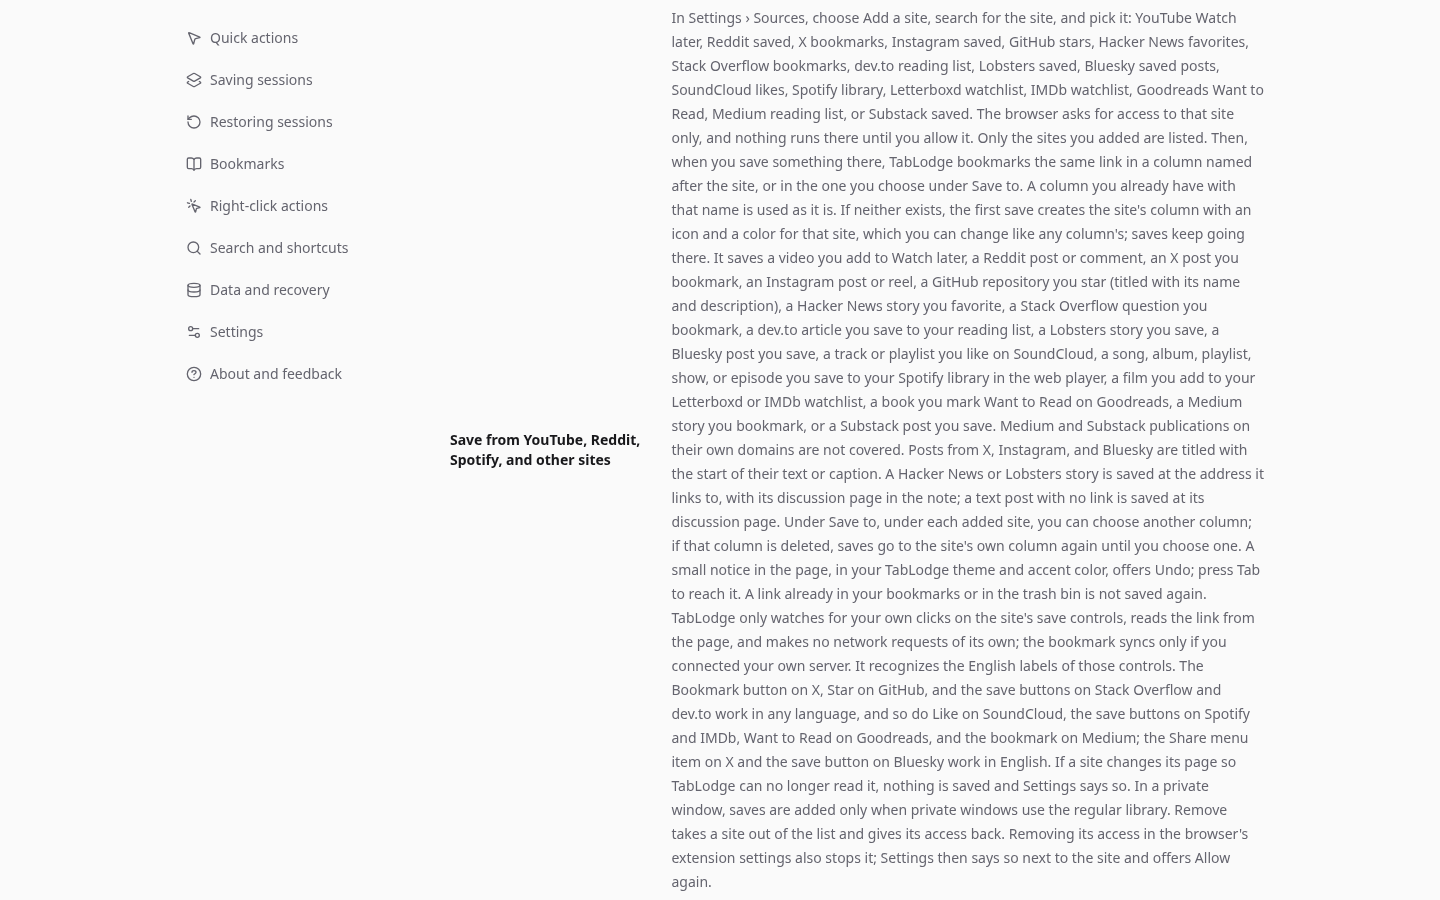 Quick actions
Saving sessions
Restoring sessions
Bookmarks
Right-click actions
Search and shortcuts
Data and recovery
Settings
About and feedback
Save from YouTube, Reddit,
Spotify, and other sites
In Settings › Sources, choose Add a site, search for the site, and pick it: YouTube Watch
later, Reddit saved, X bookmarks, Instagram saved, GitHub stars, Hacker News favorites,
Stack Overflow bookmarks, dev.to reading list, Lobsters saved, Bluesky saved posts,
SoundCloud likes, Spotify library, Letterboxd watchlist, IMDb watchlist, Goodreads Want to
Read, Medium reading list, or Substack saved. The browser asks for access to that site
only, and nothing runs there until you allow it. Only the sites you added are listed. Then,
when you save something there, TabLodge bookmarks the same link in a column named
after the site, or in the one you choose under Save to. A column you already have with
that name is used as it is. If neither exists, the first save creates the site's column with an
icon and a color for that site, which you can change like any column's; saves keep going
there. It saves a video you add to Watch later, a Reddit post or comment, an X post you
bookmark, an Instagram post or reel, a GitHub repository you star (titled with its name
and description), a Hacker News story you favorite, a Stack Overflow question you
bookmark, a dev.to article you save to your reading list, a Lobsters story you save, a
Bluesky post you save, a track or playlist you like on SoundCloud, a song, album, playlist,
show, or episode you save to your Spotify library in the web player, a film you add to your
Letterboxd or IMDb watchlist, a book you mark Want to Read on Goodreads, a Medium
story you bookmark, or a Substack post you save. Medium and Substack publications on
their own domains are not covered. Posts from X, Instagram, and Bluesky are titled with
the start of their text or caption. A Hacker News or Lobsters story is saved at the address it
links to, with its discussion page in the note; a text post with no link is saved at its
discussion page. Under Save to, under each added site, you can choose another column;
if that column is deleted, saves go to the site's own column again until you choose one. A
small notice in the page, in your TabLodge theme and accent color, offers Undo; press Tab
to reach it. A link already in your bookmarks or in the trash bin is not saved again.
TabLodge only watches for your own clicks on the site's save controls, reads the link from
the page, and makes no network requests of its own; the bookmark syncs only if you
connected your own server. It recognizes the English labels of those controls. The
Bookmark button on X, Star on GitHub, and the save buttons on Stack Overflow and
dev.to work in any language, and so do Like on SoundCloud, the save buttons on Spotify
and IMDb, Want to Read on Goodreads, and the bookmark on Medium; the Share menu
item on X and the save button on Bluesky work in English. If a site changes its page so
TabLodge can no longer read it, nothing is saved and Settings says so. In a private
window, saves are added only when private windows use the regular library. Remove
takes a site out of the list and gives its access back. Removing its access in the browser's
extension settings also stops it; Settings then says so next to the site and offers Allow
again.